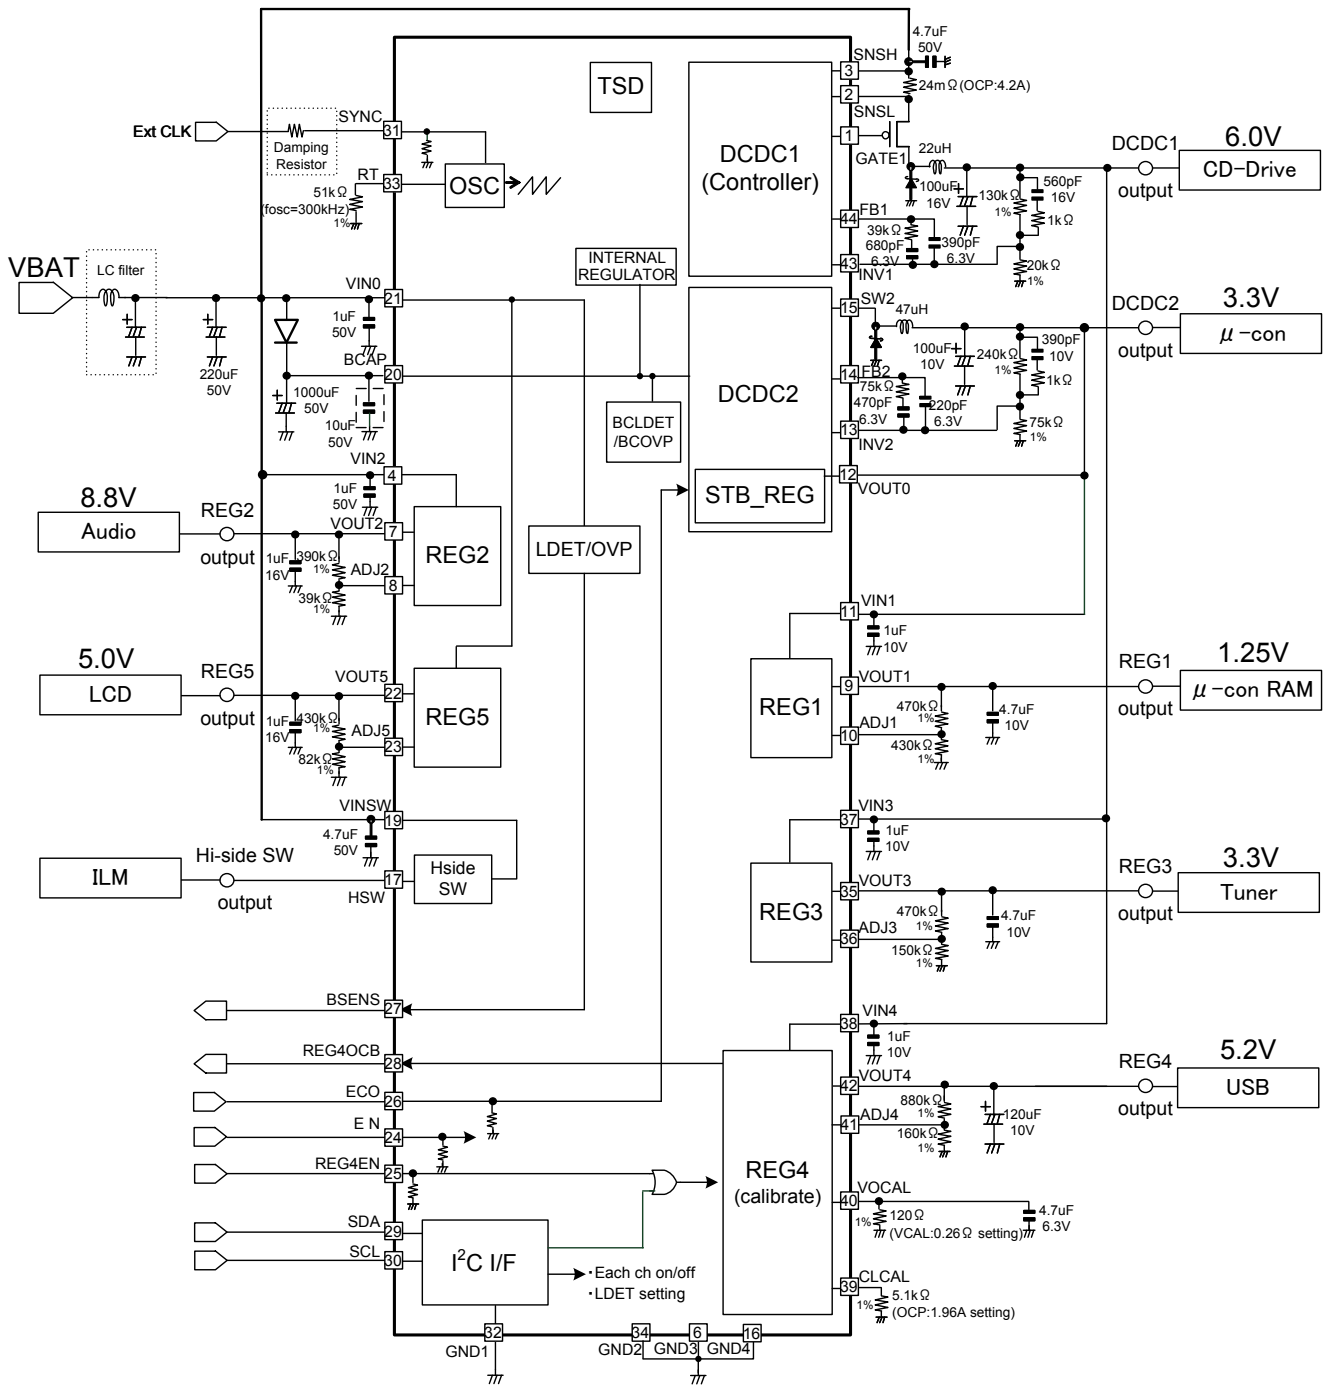 4.7uF
50V
SNSH
3
24mΩ(OCP:4.2A)
2
SNSL
1
GATE1
TSD
DCDC1
(Controller)
22uH
DCDC1
output
6.0V
CD-Drive
100uF
16V
130kΩ
1%
560pF
16V
1kΩ
FB1
44
39kΩ
680pF
6.3V
390pF
6.3V
43
INV1
20kΩ
1%
Ext CLK
Damping
Resistor
SYNC
31
RT
33
51kΩ
(fosc=300kHz)
1%
OSC
VBAT
LC filter
220uF
50V
VIN0
21
1uF
50V
BCAP
20
1000uF
50V
10uF
50V
INTERNAL
REGULATOR
BCLDET
/BCOVP
DCDC2
STB_REG
SW2
15
47uH
DCDC2
output
3.3V
μ-con
100uF
10V
240kΩ
1%
390pF
10V
1kΩ
14
FB2
75kΩ
470pF
6.3V
220pF
6.3V
13
INV2
75kΩ
1%
12
VOUT0
VIN2
4
1uF
50V
8.8V
Audio
REG2
output
VOUT2
7
1uF
16V
390kΩ
1%
ADJ2
8
39kΩ
1%
REG2
LDET/OVP
5.0V
LCD
REG5
output
VOUT5
22
1uF
16V
430kΩ
1%
ADJ5
23
82kΩ
1%
REG5
VIN1
11
1uF
10V
REG1
VOUT1
9
470kΩ
1%
4.7uF
10V
ADJ1
10
430kΩ
1%
REG1
output
1.25V
μ-con RAM
VINSW
19
4.7uF
50V
ILM
Hi-side SW
output
17
HSW
Hside
SW
VIN3
37
1uF
10V
REG3
VOUT3
35
470kΩ
1%
4.7uF
10V
ADJ3
36
150kΩ
1%
REG3
output
3.3V
Tuner
BSENS
27
REG4OCB
28
ECO
26
E N
24
REG4EN
25
SDA
29
SCL
30
I2C I/F
・Each ch on/off
・LDET setting
VIN4
38
1uF
10V
REG4
(calibrate)
VOUT4
42
880kΩ
1%
120uF
10V
ADJ4
41
160kΩ
1%
REG4
output
5.2V
USB
VOCAL
40
1%
120Ω
(VCAL:0.26Ω setting)
4.7uF
6.3V
CLCAL
39
1%
5.1kΩ
(OCP:1.96A setting)
32
GND1
34
GND2
6
GND3
16
GND4